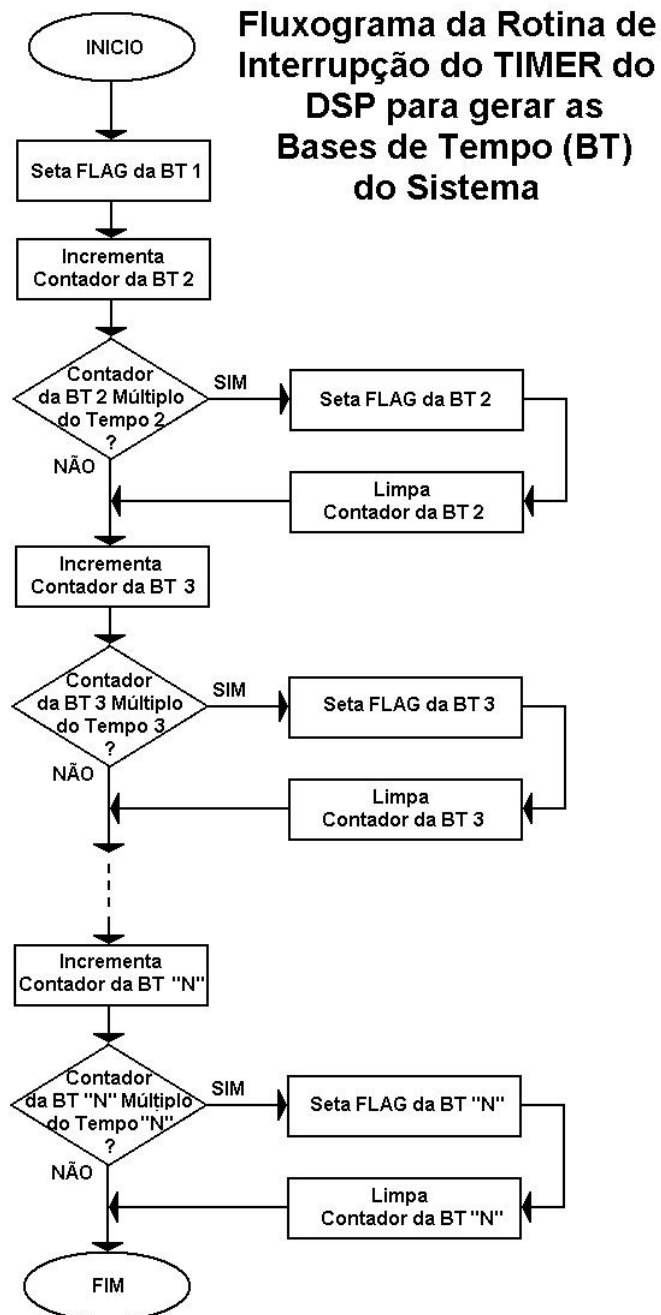 Fluxograma da Rotina de
Interrupção do TIMER do
DSP para gerar as
Bases de Tempo (BT)
do Sistema
INICIO
Seta FLAG da BT 1
Incrementa
Contador da BT 2
Contador
da BT 2 Múltiplo
do Tempo 2
?
SIM
Seta FLAG da BT 2
NÃO
Limpa
Contador da BT 2
Incrementa
Contador da BT 3
Contador
da BT 3 Múltiplo
do Tempo 3
?
SIM
Seta FLAG da BT 3
NÃO
Limpa
Contador da BT 3
Incrementa
Contador da BT "N"
Contador
da BT "N" Múltiplo
do Tempo "N"
?
SIM
Seta FLAG da BT "N"
NÃO
Limpa
Contador da BT "N"
FIM